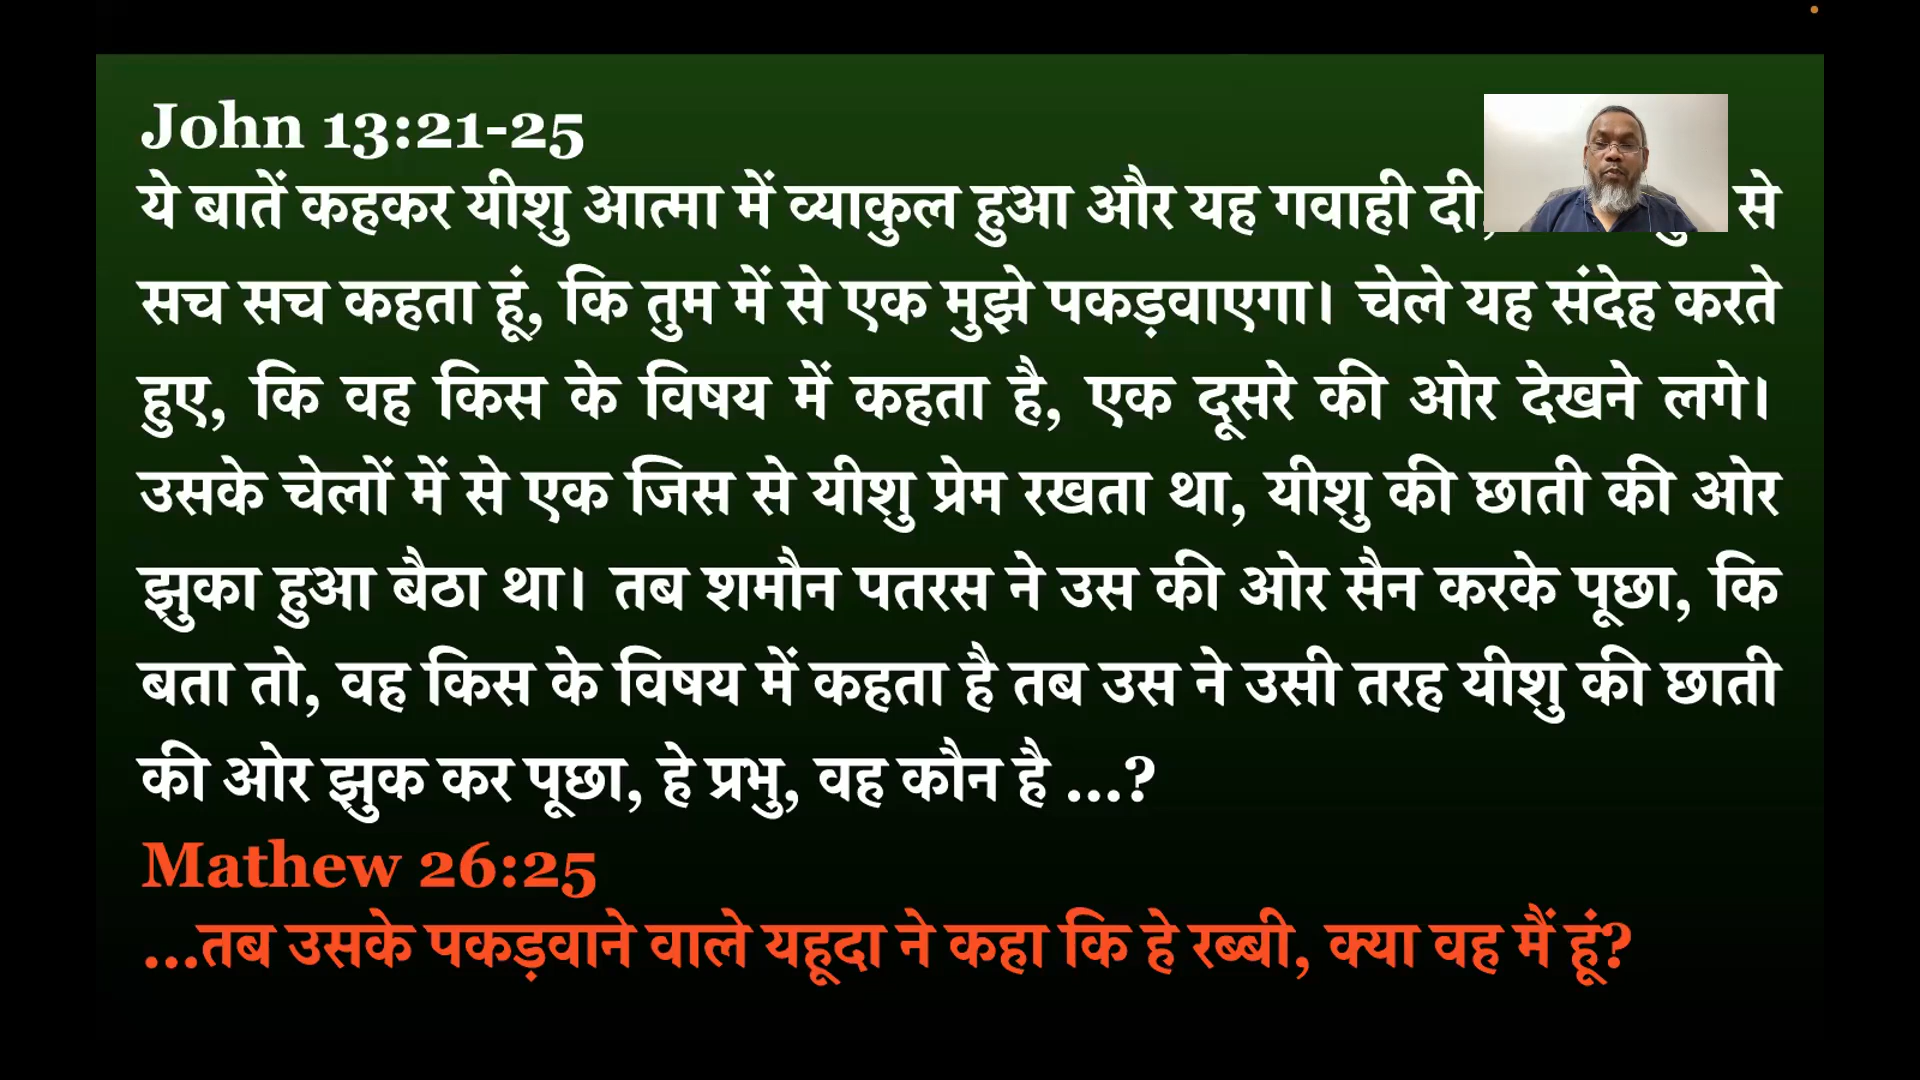 John 13:21-25
ये बातें कहकर यीशु आत्मा में व्याकुल हुआ और यह गवाही दी, से
सच सच कहता हूं, कि तुम में से एक मुझे पकड़वाएगा। चेले यह संदेह करते
हुए, कि वह किस के विषय में कहता है, एक दूसरे की ओर देखने लगे।
उसके चेलों में से एक जिस से यीशु प्रेम रखता था, यीशु की छाती की ओर
झुका हुआ बैठा था। तब शमौन पतरस ने उस की ओर सैन करके पूछा, कि
बता तो, वह किस के विषय में कहता है तब उस ने उसी तरह यीशु की छाती
की ओर झुक कर पूछा, हे प्रभु, वह कौन है ...?
Mathew 26:25
...तब उसके पकड़वाने वाले यहूदा ने कहा कि हे रब्बी, क्या वह मैं हूं?